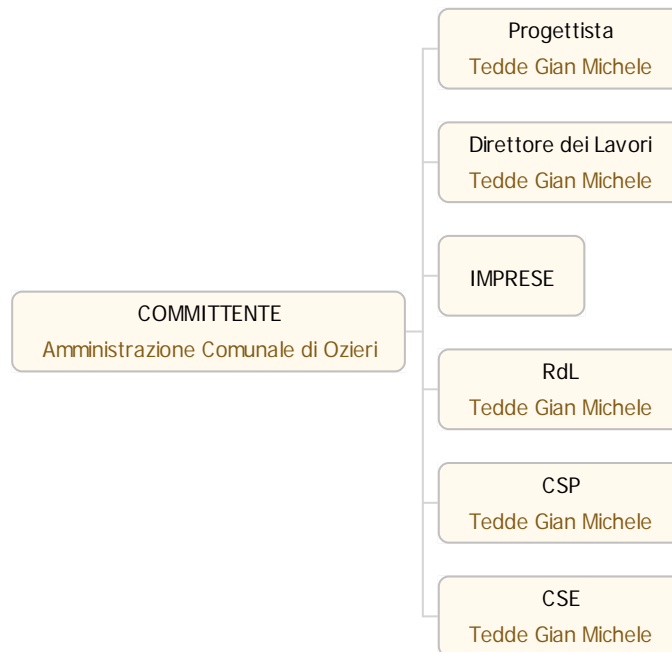 Progettista
Tedde Gian Michele
Direttore dei Lavori
Tedde Gian Michele
IMPRESE
COMMITTENTE
Amministrazione Comunale di Ozieri
RdL
Tedde Gian Michele
CSP
Tedde Gian Michele
CSE
Tedde Gian Michele